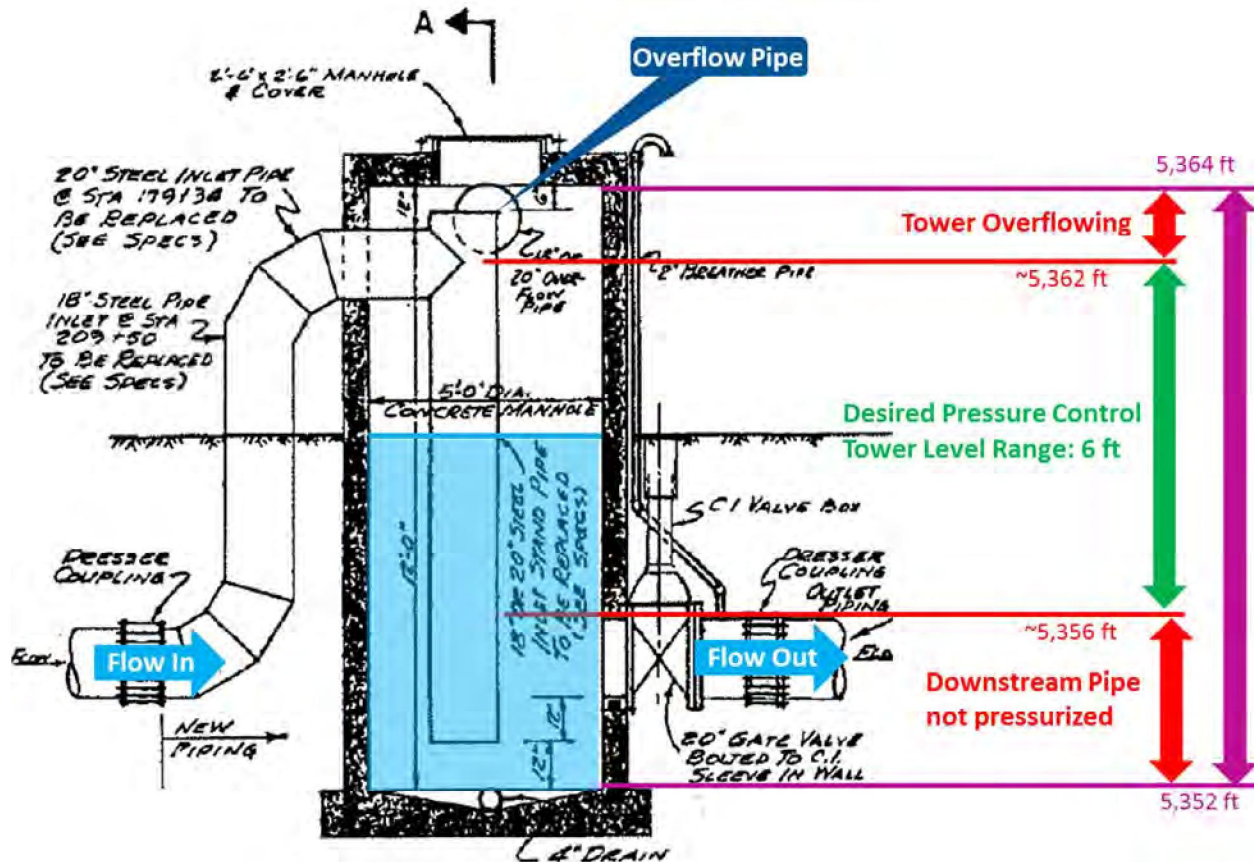 A
Overflow Pipe
2'-6" x 2'-6" MANHOLE
& COVER
20" STEEL INLET PIPE
@ STA 179+34 TO
BE REPLACED
(SEE SPECS)
18" STEEL PIPE
INLET @ STA
209+50
TO BE REPLACED
(SEE SPECS)
12"
6"
20" OVER
FLOW
PIPE
2" BREATHER PIPE
5'-0" DIA.
CONCRETE MANHOLE
12'-0"
18" OR 20" STEEL
INLET STAND PIPE
TO BE REPLACED
(SEE SPECS)
C.I VALVE BOX
DRESSER
COUPLING
DRESSER
COUPLING
OUTLET
PIPING
FLOW
Flow In
Flow Out
NEW
PIPING
12"
12"
20" GATE VALVE
BOLTED TO C.I.
SLEEVE IN WALL
4" DRAIN
5,364 ft
Tower Overflowing
~5,362 ft
Desired Pressure Control
Tower Level Range: 6 ft
~5,356 ft
Downstream Pipe
not pressurized
5,352 ft